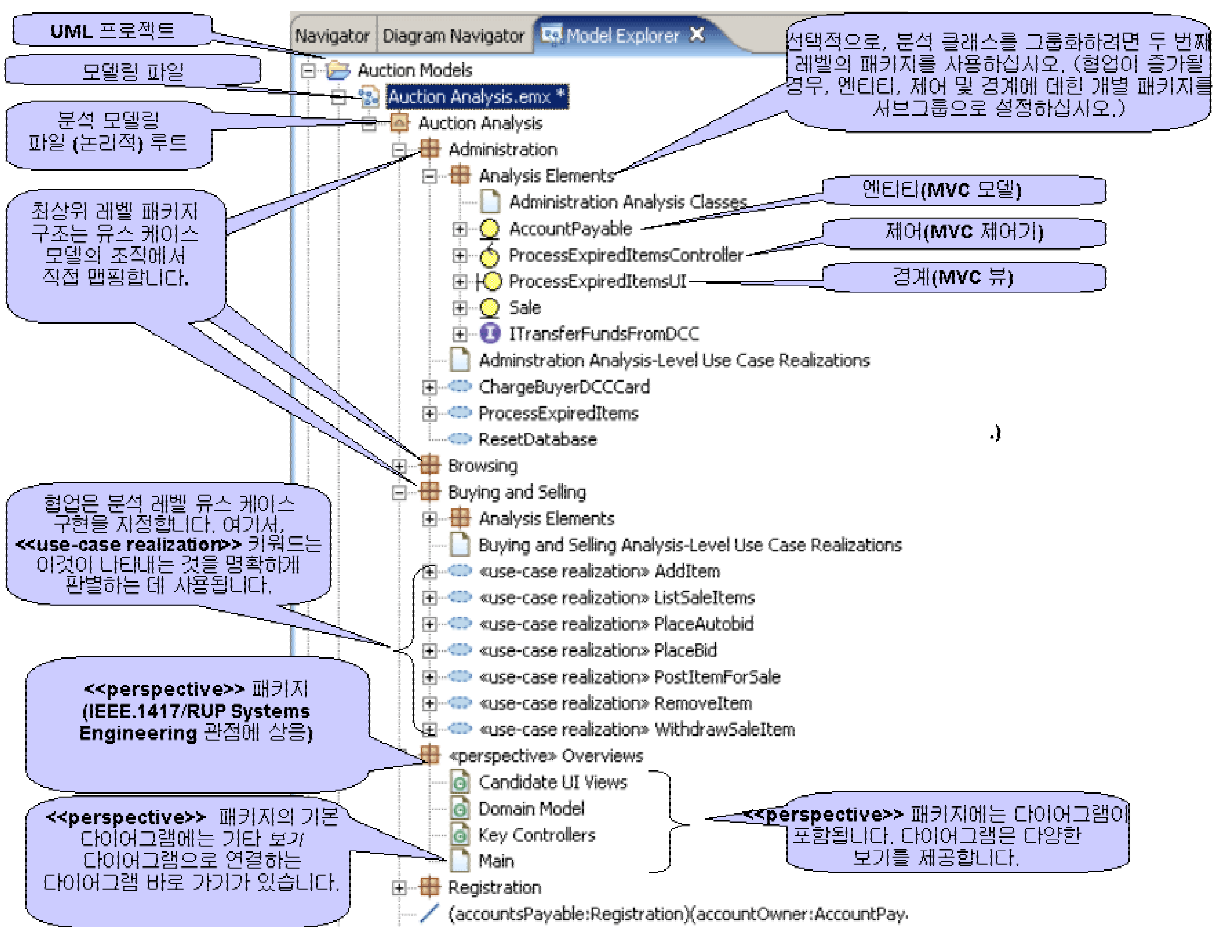 UML 프로젝트
모델링 파일
분석 모델링
파일 (논리적) 루트
최상위 레벨 패키지
구조는 유스 케이스
모델의 조직에서
직접 맵핑합니다.
협업은 분석 레벨 유스 케이스
구현을 지정합니다. 여기서,
<<use-case realization>> 키워드는
이것이 나타내는 것을 명확하게
판별하는 데 사용됩니다.
<<perspective>> 패키지
(IEEE.1417/RUP Systems
Engineering 관점에 상응)
<<perspective>> 패키지의 기본
다이어그램에는 기타 보기
다이어그램으로 연결하는
다이어그램 바로 가기가 있습니다.
Navigator
Diagram Navigator
Model Explorer
Auction Models
Auction Analysis.emx *
Auction Analysis
Administration
Analysis Elements
Administration Analysis Classes
AccountPayable
ProcessExpiredItemsController
ProcessExpiredItemsUI
Sale
ITransferFundsFromDCC
Adminstration Analysis-Level Use Case Realizations
ChargeBuyerDCCCard
ProcessExpiredItems
ResetDatabase
Browsing
Buying and Selling
Analysis Elements
Buying and Selling Analysis-Level Use Case Realizations
«use-case realization» AddItem
«use-case realization» ListSaleItems
«use-case realization» PlaceAutobid
«use-case realization» PlaceBid
«use-case realization» PostItemForSale
«use-case realization» RemoveItem
«use-case realization» WithdrawSaleItem
«perspective» Overviews
Candidate UI Views
Domain Model
Key Controllers
Main
Registration
(accountsPayable:Registration)(accountOwner:AccountPay.
선택적으로, 분석 클래스를 그룹화하려면 두 번째
레벨의 패키지를 사용하십시오. (협업이 증가될
경우, 엔티티, 제어 및 경계에 대한 개별 패키지를
서브그룹으로 설정하십시오.)
엔티티(MVC 모델)
제어(MVC 제어기)
경계(MVC 뷰)
.)
<<perspective>> 패키지에는 다이어그램이
포함됩니다. 다이어그램은 다양한
보기를 제공합니다.